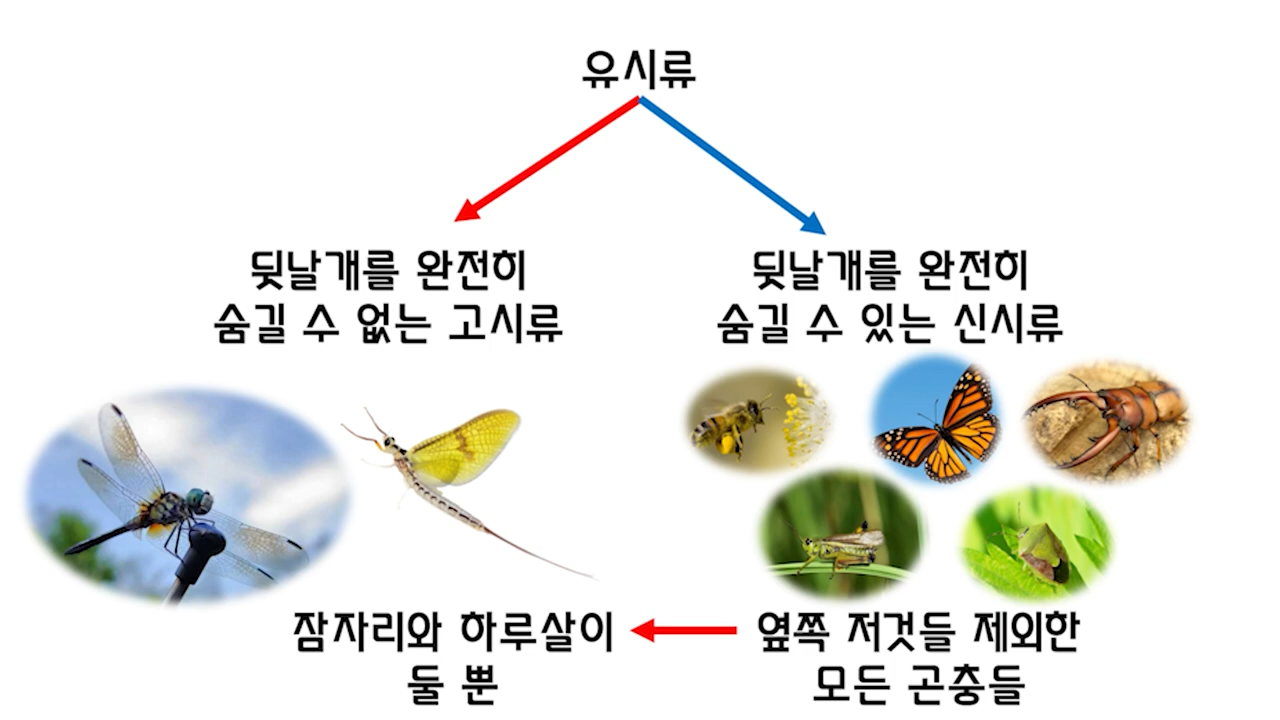 유시류
뒷날개를 완전히
숨길 수 없는 고시류
뒷날개를 완전히
숨길 수 있는 신시류
잠자리와 하루살이
둘 뿐
옆쪽 저것들 제외한
모든 곤충들